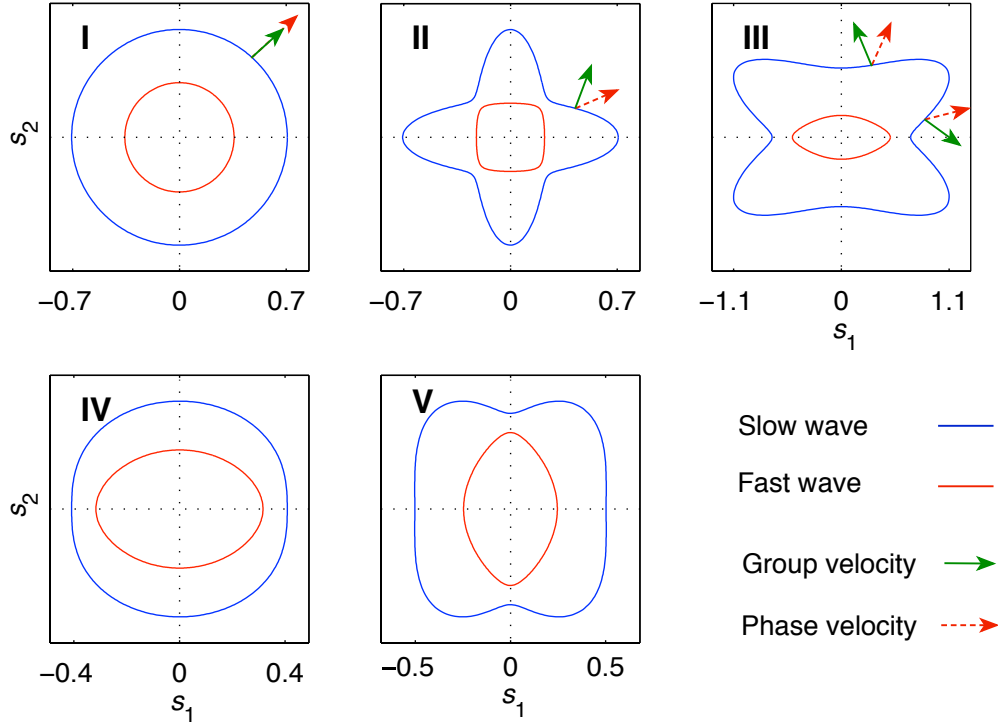 I
II
III
s2
−0.7 0 0.7
−0.7 0 0.7
−1.1 0 1.1
s1
IV
V
s2
−0.4 0 0.4
−0.5 0 0.5
s1
s1
Slow wave
Fast wave
Group velocity
Phase velocity